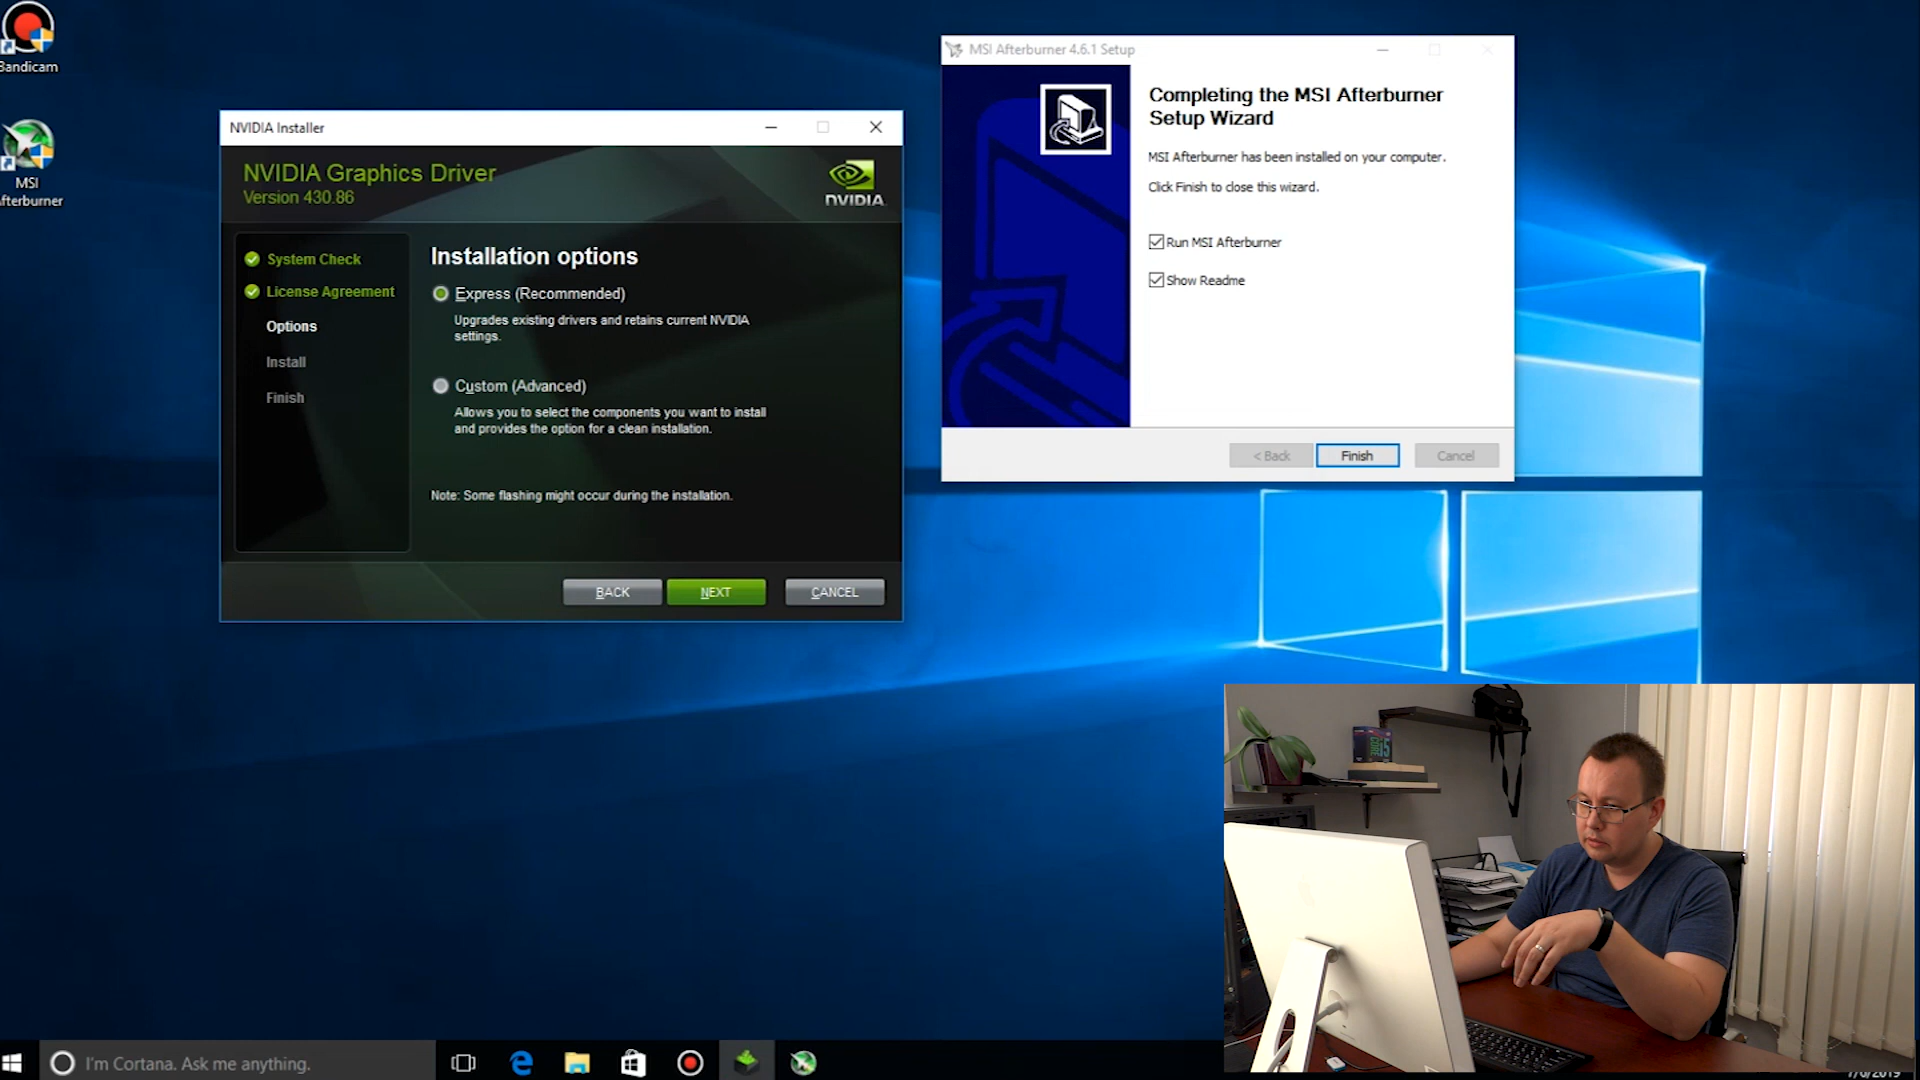 Bandicam
MSI
Afterburner
NVIDIA Installer
NVIDIA Graphics Driver
Version 430.86
NVIDIA
System Check
License Agreement
Options
Install
Finish
Installation options
Express (Recommended)
Upgrades existing drivers and retains current NVIDIA
settings.
Custom (Advanced)
Allows you to select the components you want to install
and provides the option for a clean installation.
Note: Some flashing might occur during the installation.
BACK
NEXT
CANCEL
MSI Afterburner 4.6.1 Setup
Completing the MSI Afterburner
Setup Wizard
MSI Afterburner has been installed on your computer.
Click Finish to close this wizard.
Run MSI Afterburner
Show Readme
< Back
Finish
Cancel
CORE
i5
I'm Cortana. Ask me anything.